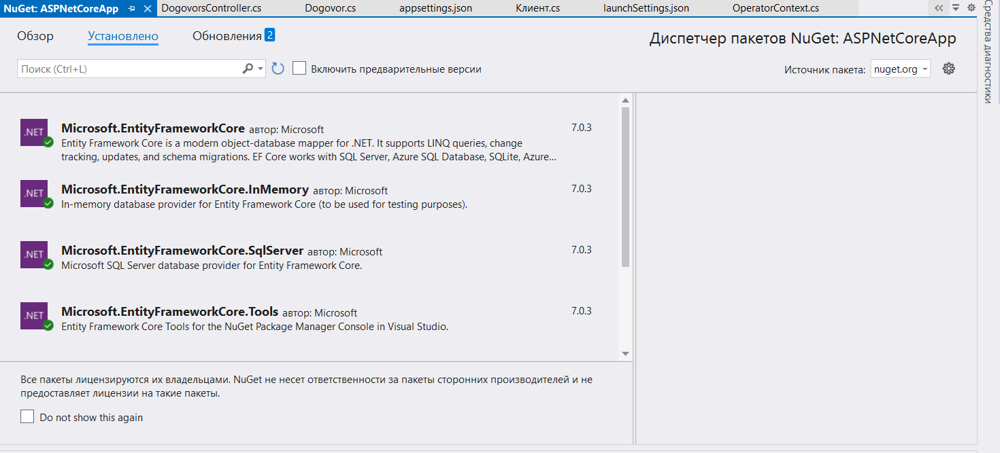 NuGet: ASPNetCoreApp DogovorsController.cs Dogovor.cs appsettings.json Клиент.cs launchSettings.json OperatorContext.cs
Средства диагностики
Обзор Установлено Обновления 2
Диспетчер пакетов NuGet: ASPNetCoreApp
Поиск (Ctrl+L) Включить предварительные версии
Источник пакета: nuget.org
.NET
Microsoft.EntityFrameworkCore автор: Microsoft 7.0.3
Entity Framework Core is a modern object-database mapper for .NET. It supports LINQ queries, change
tracking, updates, and schema migrations. EF Core works with SQL Server, Azure SQL Database, SQLite, Azure...
.NET
Microsoft.EntityFrameworkCore.InMemory автор: Microsoft 7.0.3
In-memory database provider for Entity Framework Core (to be used for testing purposes).
.NET
Microsoft.EntityFrameworkCore.SqlServer автор: Microsoft 7.0.3
Microsoft SQL Server database provider for Entity Framework Core.
.NET
Microsoft.EntityFrameworkCore.Tools автор: Microsoft 7.0.3
Entity Framework Core Tools for the NuGet Package Manager Console in Visual Studio.
Все пакеты лицензируются их владельцами. NuGet не несет ответственности за пакеты сторонних производителей и не
предоставляет лицензии на такие пакеты.
Do not show this again